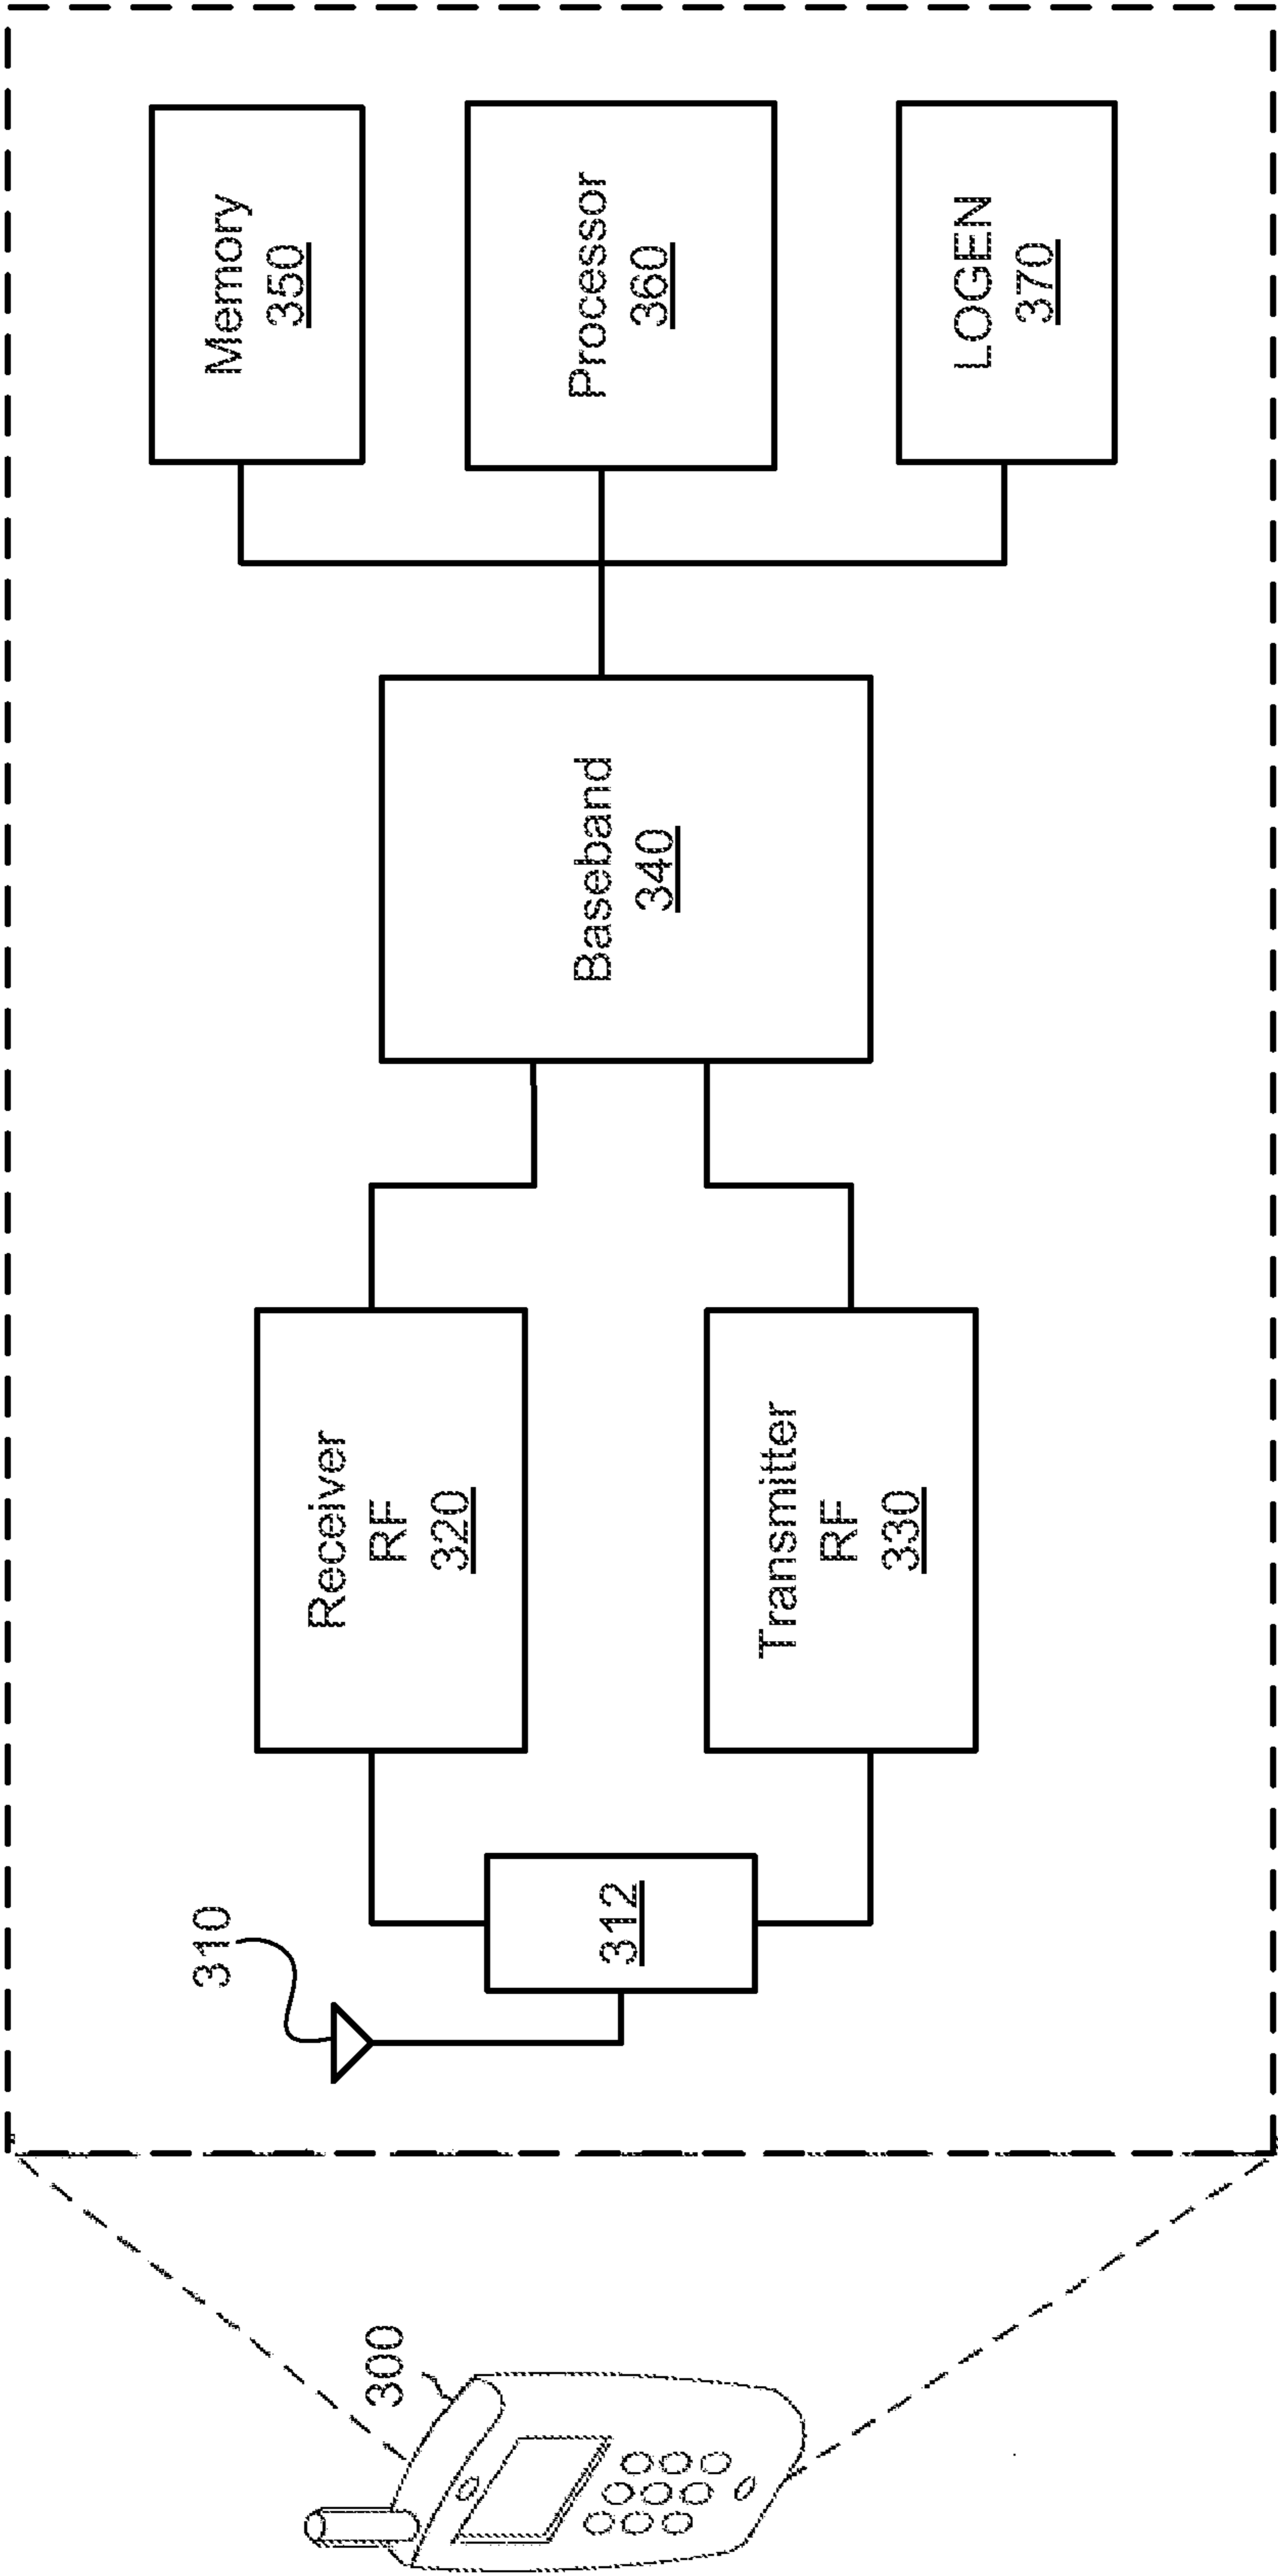 300
310
312
Receiver
RF
320
Transmitter
RF
330
Baseband
340
Memory
350
Processor
360
LOGEN
370